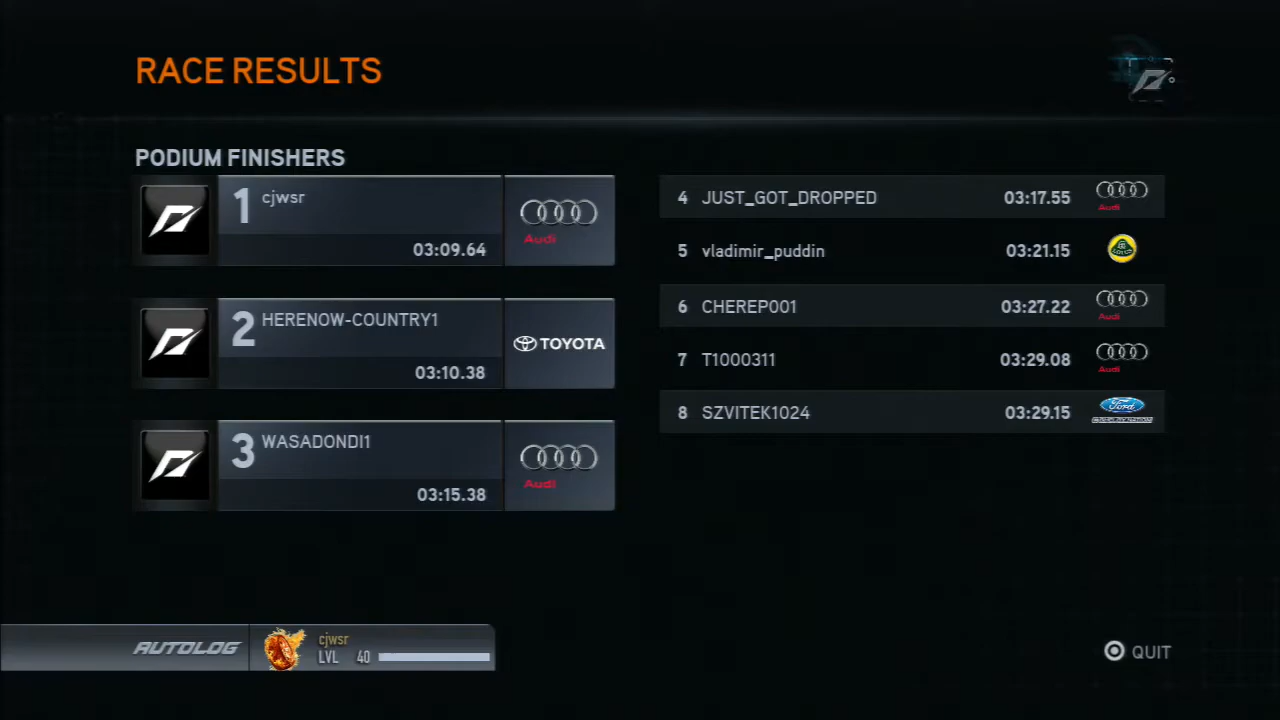 RACE RESULTS
PODIUM FINISHERS
1 cjwsr
03:09.64
Audi
2 HERENOW-COUNTRY1
03:10.38
TOYOTA
3 WASADONDI1
03:15.38
Audi
4 JUST_GOT_DROPPED 03:17.55 Audi
5 vladimir_puddin 03:21.15 LOTUS
6 CHEREP001 03:27.22 Audi
7 T1000311 03:29.08 Audi
8 SZVITEK1024 03:29.15 Ford
AUTOLOG
cjwsr
LVL 40
QUIT